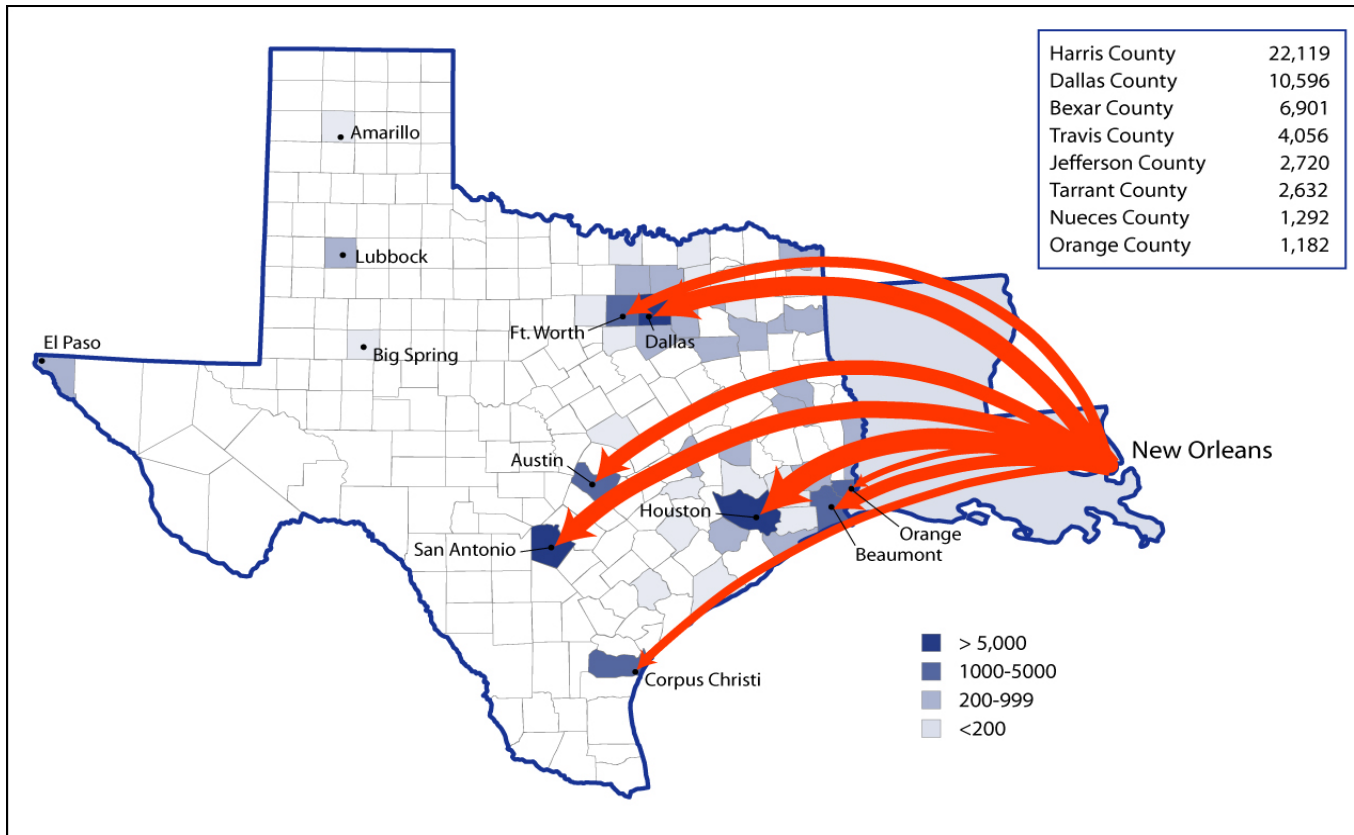 Harris County 22,119
Dallas County 10,596
Bexar County 6,901
Travis County 4,056
Jefferson County 2,720
Tarrant County 2,632
Nueces County 1,292
Orange County 1,182
Amarillo
Lubbock
Ft. Worth
Dallas
El Paso
Big Spring
New Orleans
Austin
Houston
Orange
San Antonio
Beaumont
Corpus Christi
> 5,000
1000-5000
200-999
<200